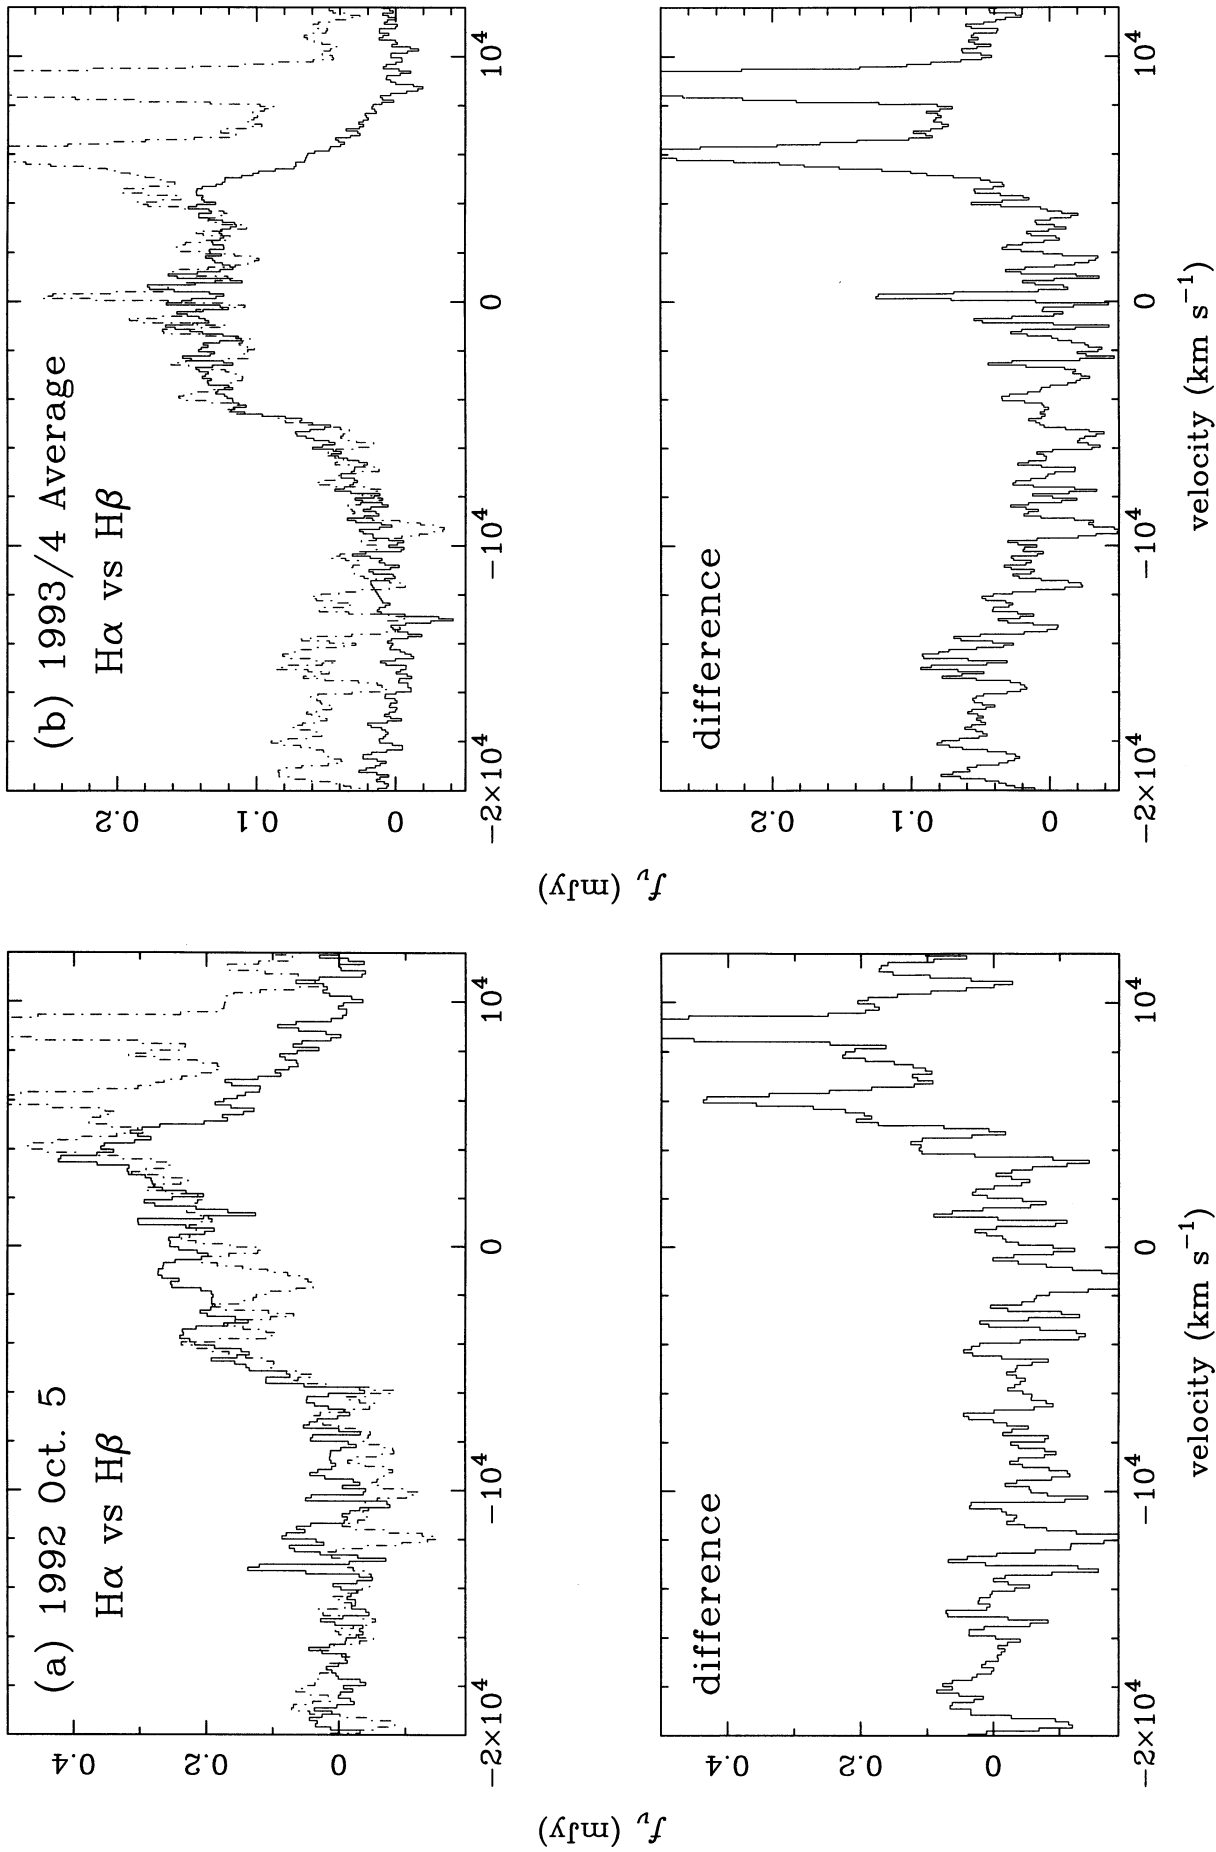 (a) 1992 Oct. 5
Hα vs Hβ
0.4
0.2
0
−2×10⁴
−10⁴
0
10⁴
f_ν (mJy)
difference
0.4
0.2
0
−2×10⁴
−10⁴
0
10⁴
velocity (km s⁻¹)
(b) 1993/4 Average
Hα vs Hβ
0.2
0.1
0
−2×10⁴
−10⁴
0
10⁴
f_ν (mJy)
difference
0.2
0.1
0
−2×10⁴
−10⁴
0
10⁴
velocity (km s⁻¹)